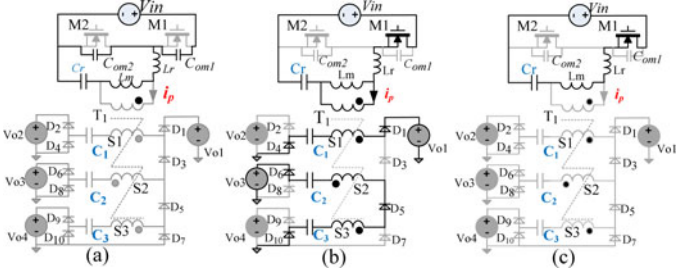 Vin
M2
M1
Com2
Com1
Cr
Lm
Lr
ip
T1
Vo2
D2
D4
C1
S1
D1
Vo1
D3
Vo3
D6
D8
C2
S2
D5
Vo4
D9
D10
C3
S3
D7
(a)
Vin
M2
M1
Com2
Com1
Cr
Lm
Lr
ip
T1
Vo2
D2
D4
C1
S1
D1
Vo1
D3
Vo3
D6
D8
C2
S2
D5
Vo4
D9
D10
C3
S3
D7
(b)
Vin
M2
M1
Com2
Com1
Cr
Lm
Lr
ip
T1
Vo2
D2
D4
C1
S1
D1
Vo1
D3
Vo3
D6
D8
C2
S2
D5
Vo4
D9
D10
C3
S3
D7
(c)